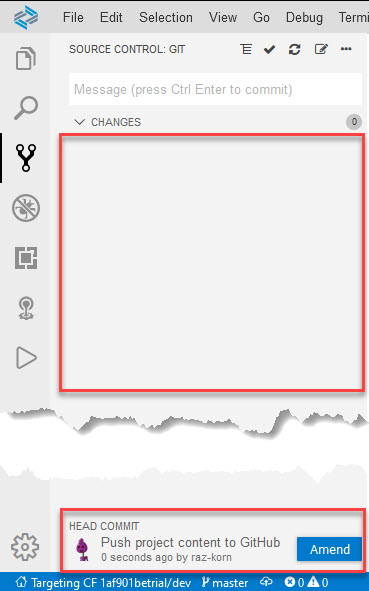 File Edit Selection View Go Debug Termi
SOURCE CONTROL: GIT
Message (press Ctrl Enter to commit)
CHANGES 0
HEAD COMMIT
Push project content to GitHub
0 seconds ago by raz-korn
Amend
Targeting CF 1af901betrial/dev master 0 0